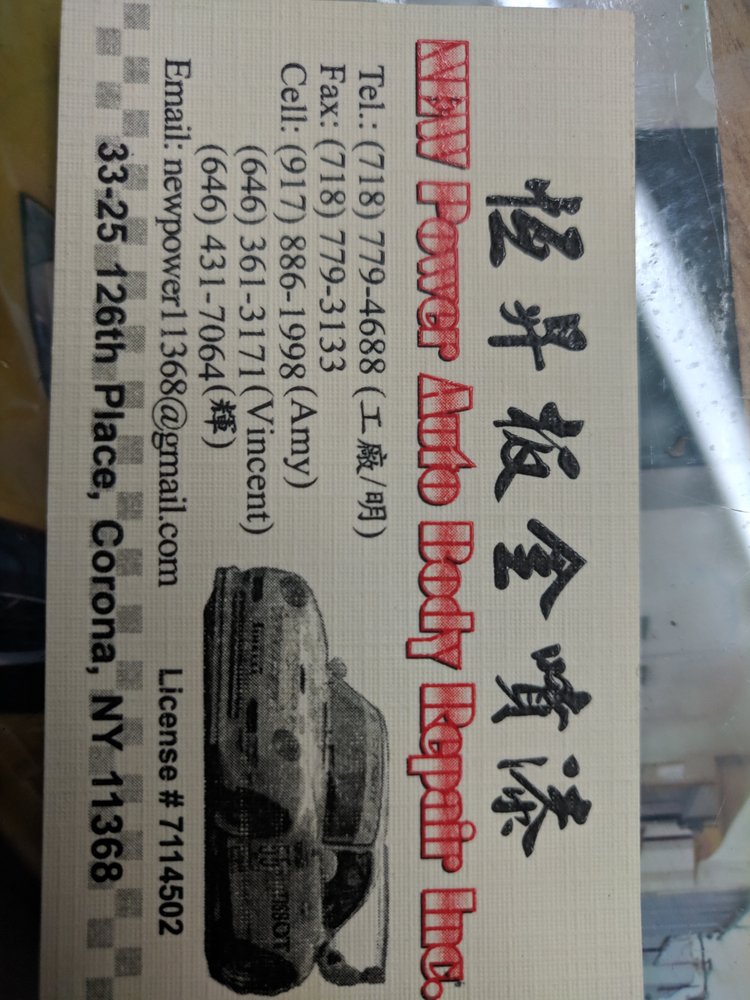 恆昇板金噴漆
NEW Power Auto Body Repair Inc.
Tel.: (718) 779-4688 (工廠/明)
Fax: (718) 779-3133
Cell: (917) 886-1998 (Amy)
(646) 361-3171 (Vincent)
(646) 431-7064 (輝)
Email: newpower11368@gmail.com
License # 7114502
33-25 126th Place, Corona, NY 11368